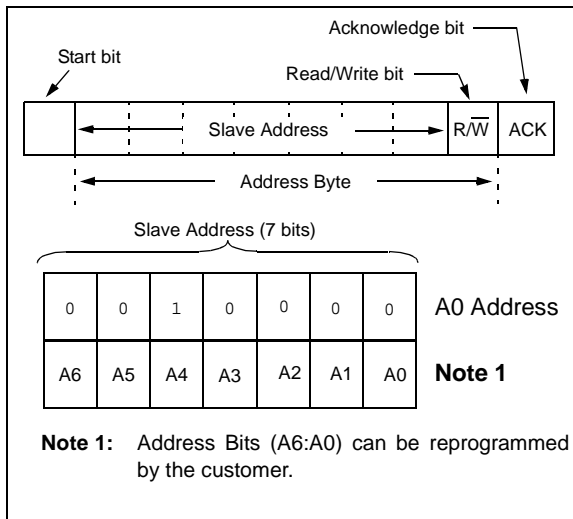 Acknowledge bit
Start bit
Read/Write bit
Slave Address
R/W̅
ACK
Address Byte
Slave Address (7 bits)
0 0 1 0 0 0 0 A0 Address
A6 A5 A4 A3 A2 A1 A0 Note 1
Note 1: Address Bits (A6:A0) can be reprogrammed
by the customer.